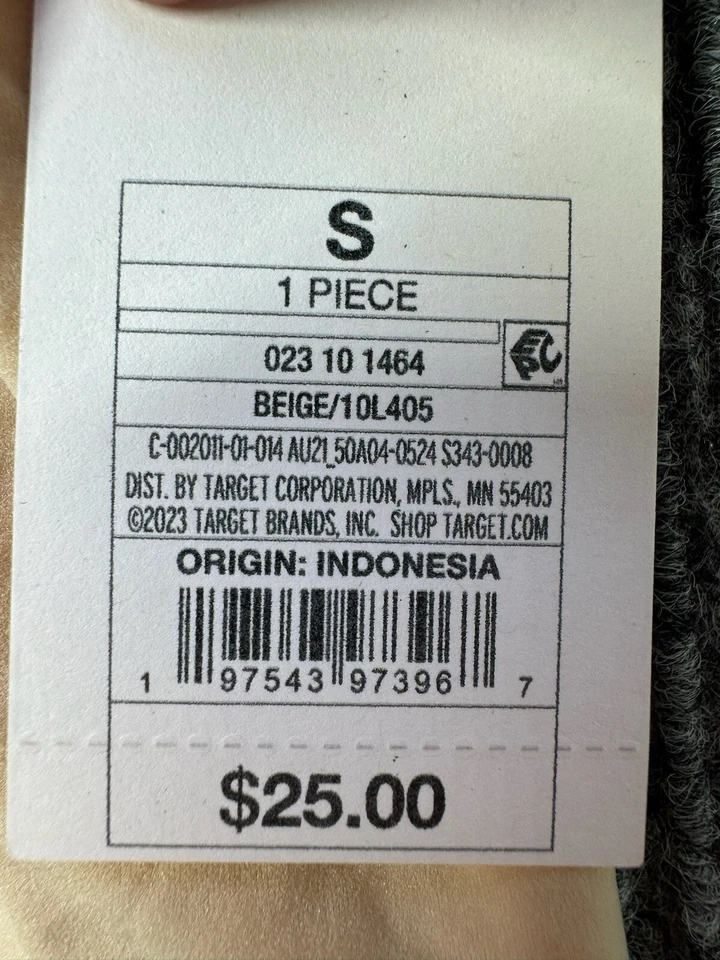 S
1 PIECE
023 10 1464
EPC
BEIGE/10L405
C-002011-01-014 AU21_50A04-0524 S343-0008
DIST. BY TARGET CORPORATION, MPLS., MN 55403
©2023 TARGET BRANDS, INC. SHOP TARGET.COM
ORIGIN: INDONESIA
1 97543 97396 7
$25.00